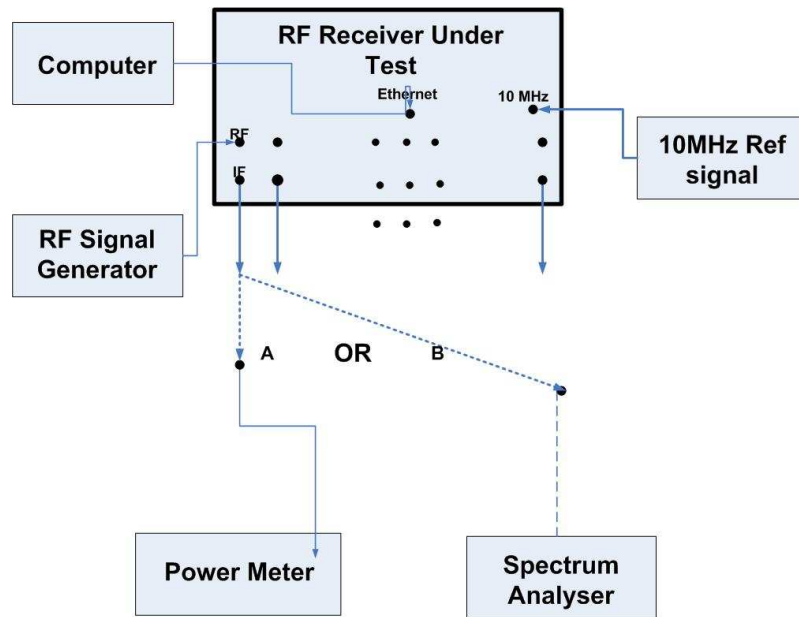 RF Receiver Under
Test
Computer
Ethernet
10 MHz
RF
IF
10MHz Ref
signal
RF Signal
Generator
A
OR
B
Power Meter
Spectrum
Analyser